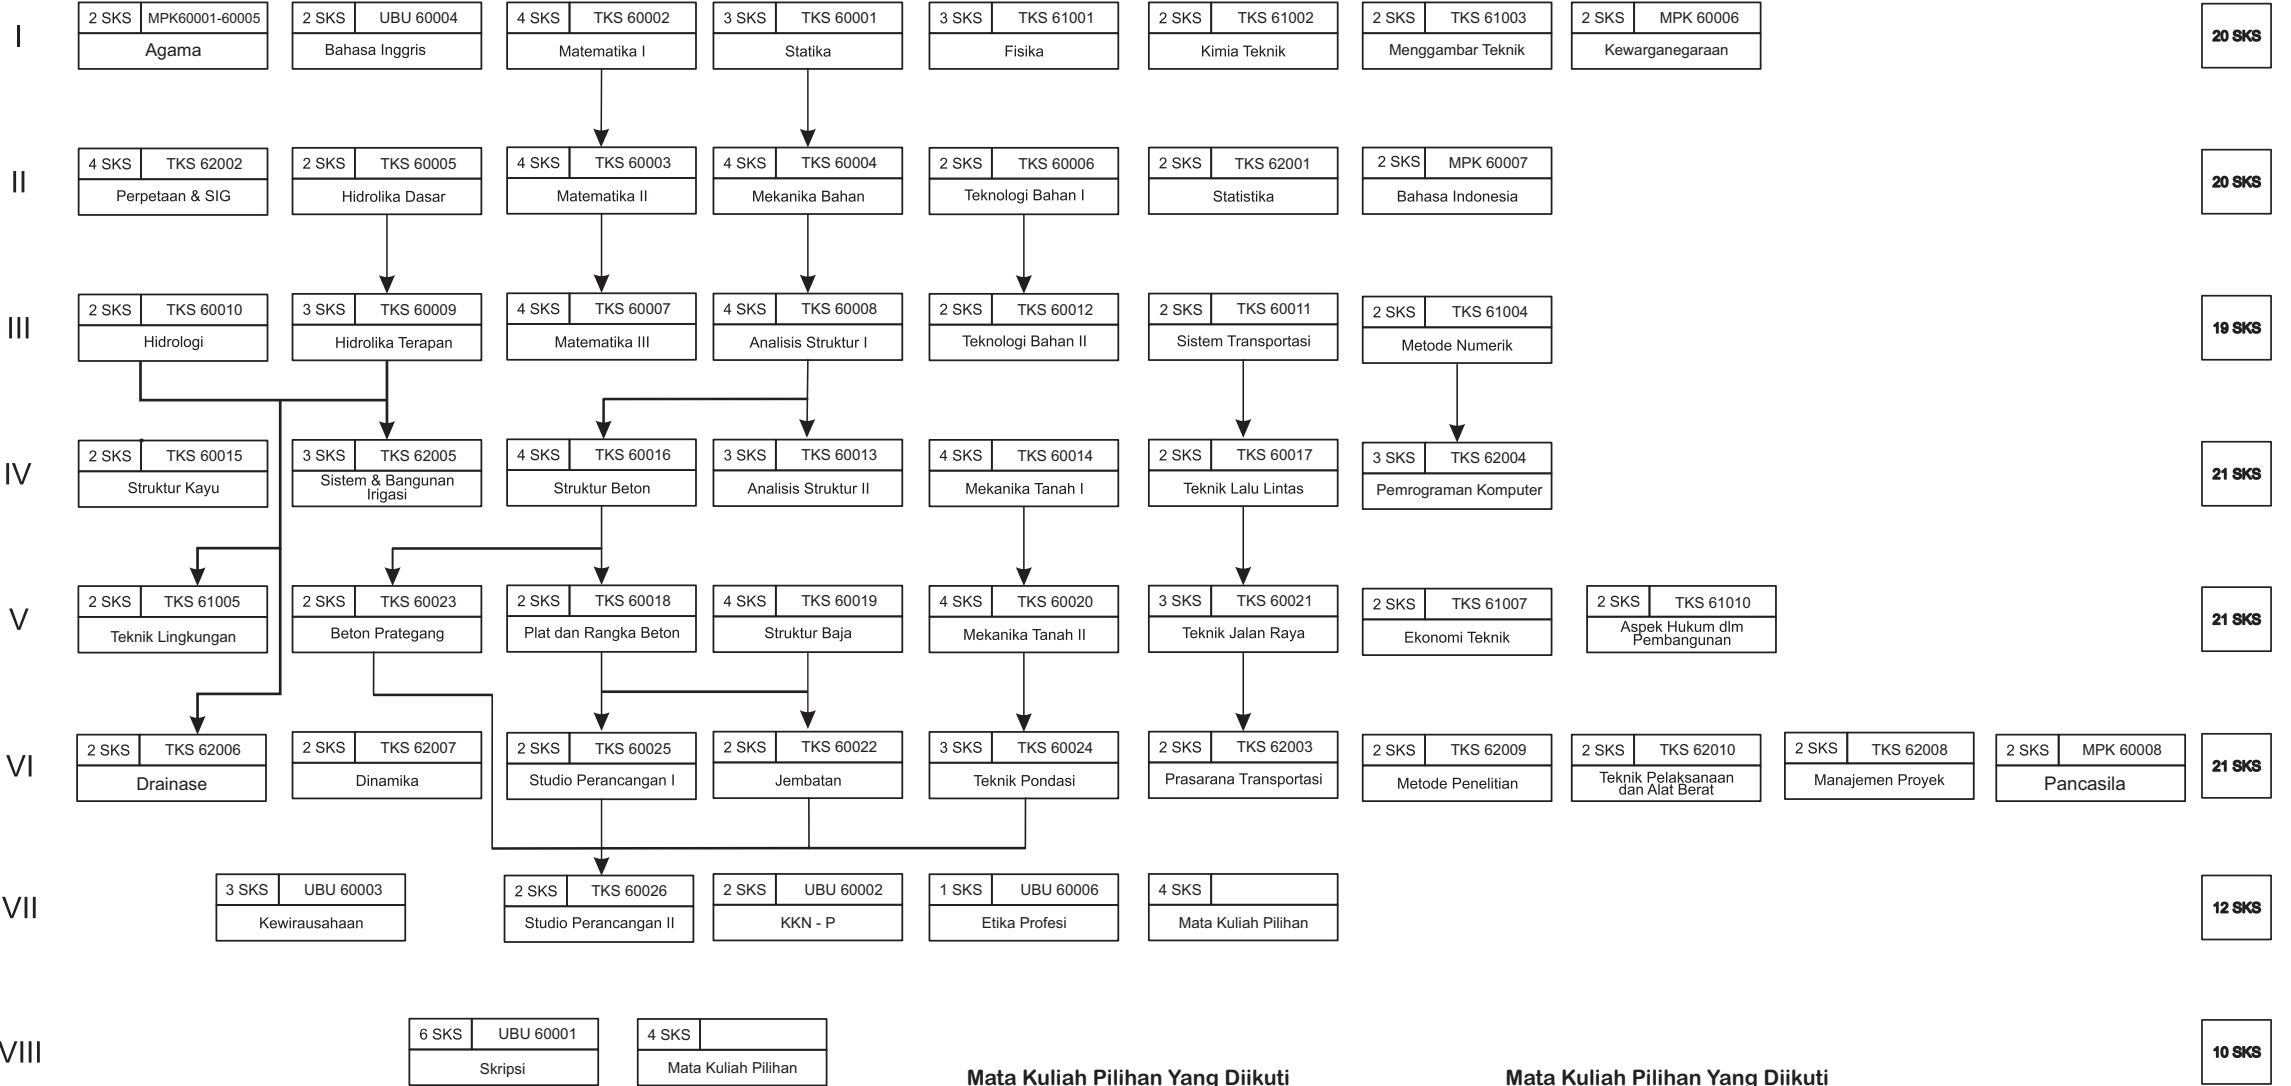 I
2 SKS MPK60001-60005
Agama
2 SKS UBU 60004
Bahasa Inggris
4 SKS TKS 60002
Matematika I
3 SKS TKS 60001
Statika
3 SKS TKS 61001
Fisika
2 SKS TKS 61002
Kimia Teknik
2 SKS TKS 61003
Menggambar Teknik
2 SKS MPK 60006
Kewarganegaraan
20 SKS
II
4 SKS TKS 62002
Perpetaan & SIG
2 SKS TKS 60005
Hidrolika Dasar
4 SKS TKS 60003
Matematika II
4 SKS TKS 60004
Mekanika Bahan
2 SKS TKS 60006
Teknologi Bahan I
2 SKS TKS 62001
Statistika
2 SKS MPK 60007
Bahasa Indonesia
20 SKS
III
2 SKS TKS 60010
Hidrologi
3 SKS TKS 60009
Hidrolika Terapan
4 SKS TKS 60007
Matematika III
4 SKS TKS 60008
Analisis Struktur I
2 SKS TKS 60012
Teknologi Bahan II
2 SKS TKS 60011
Sistem Transportasi
2 SKS TKS 61004
Metode Numerik
19 SKS
IV
2 SKS TKS 60015
Struktur Kayu
3 SKS TKS 62005
Sistem & Bangunan
Irigasi
4 SKS TKS 60016
Struktur Beton
3 SKS TKS 60013
Analisis Struktur II
4 SKS TKS 60014
Mekanika Tanah I
2 SKS TKS 60017
Teknik Lalu Lintas
3 SKS TKS 62004
Pemrograman Komputer
21 SKS
V
2 SKS TKS 61005
Teknik Lingkungan
2 SKS TKS 60023
Beton Prategang
2 SKS TKS 60018
Plat dan Rangka Beton
4 SKS TKS 60019
Struktur Baja
4 SKS TKS 60020
Mekanika Tanah II
3 SKS TKS 60021
Teknik Jalan Raya
2 SKS TKS 61007
Ekonomi Teknik
2 SKS TKS 61010
Aspek Hukum dlm
Pembangunan
21 SKS
VI
2 SKS TKS 62006
Drainase
2 SKS TKS 62007
Dinamika
2 SKS TKS 60025
Studio Perancangan I
2 SKS TKS 60022
Jembatan
3 SKS TKS 60024
Teknik Pondasi
2 SKS TKS 62003
Prasarana Transportasi
2 SKS TKS 62009
Metode Penelitian
2 SKS TKS 62010
Teknik Pelaksanaan
dan Alat Berat
2 SKS TKS 62008
Manajemen Proyek
2 SKS MPK 60008
Pancasila
21 SKS
VII
3 SKS UBU 60003
Kewirausahaan
2 SKS TKS 60026
Studio Perancangan II
2 SKS UBU 60002
KKN - P
1 SKS UBU 60006
Etika Profesi
4 SKS
Mata Kuliah Pilihan
12 SKS
VIII
6 SKS UBU 60001
Skripsi
4 SKS
Mata Kuliah Pilihan
10 SKS
Mata Kuliah Pilihan Yang Diikuti
Mata Kuliah Pilihan Yang Diikuti